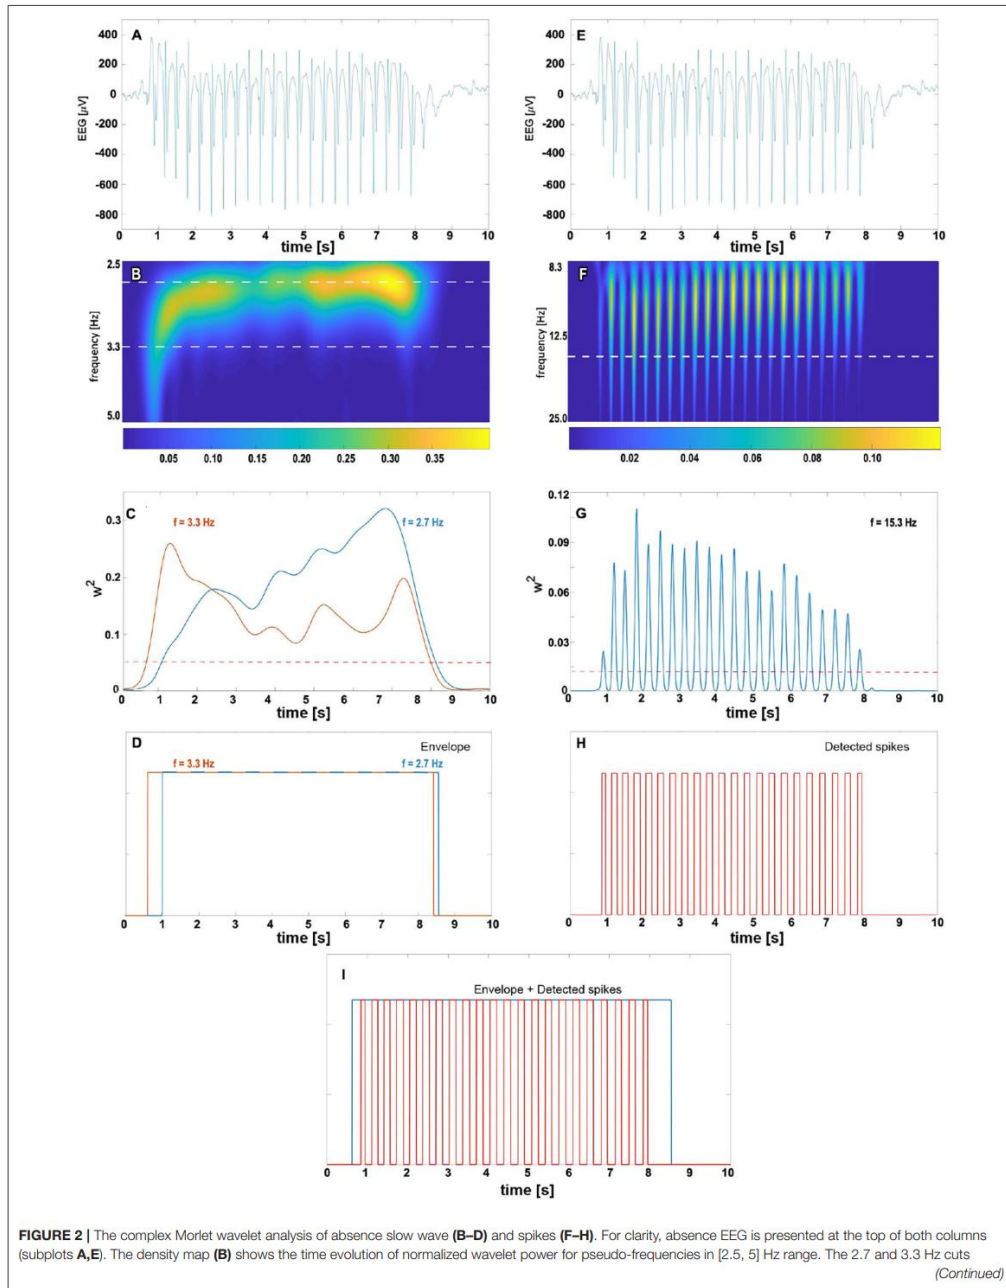 A
400
200
0
-200
-400
-600
-800
EEG [μV]
0 1 2 3 4 5 6 7 8 9 10
time [s]
E
400
200
0
-200
-400
-600
-800
EEG [μV]
0 1 2 3 4 5 6 7 8 9 10
time [s]
B
2.5
3.3
5.0
frequency [Hz]
0.05 0.10 0.15 0.20 0.25 0.30 0.35
F
8.3
12.5
25.0
frequency [Hz]
0.02 0.04 0.06 0.08 0.10
C
f = 3.3 Hz
f = 2.7 Hz
0.3
0.2
0.1
0
w2
0 1 2 3 4 5 6 7 8 9 10
time [s]
G
f = 15.3 Hz
0.12
0.09
0.06
0.03
0
w2
0 1 2 3 4 5 6 7 8 9 10
time [s]
D
Envelope
f = 3.3 Hz
f = 2.7 Hz
0 1 2 3 4 5 6 7 8 9 10
time [s]
H
Detected spikes
0 1 2 3 4 5 6 7 8 9 10
time [s]
I
Envelope + Detected spikes
0 1 2 3 4 5 6 7 8 9 10
time [s]
FIGURE 2 | The complex Morlet wavelet analysis of absence slow wave (B–D) and spikes (F–H). For clarity, absence EEG is presented at the top of both columns
(subplots A,E). The density map (B) shows the time evolution of normalized wavelet power for pseudo-frequencies in [2.5, 5] Hz range. The 2.7 and 3.3 Hz cuts
(Continued)